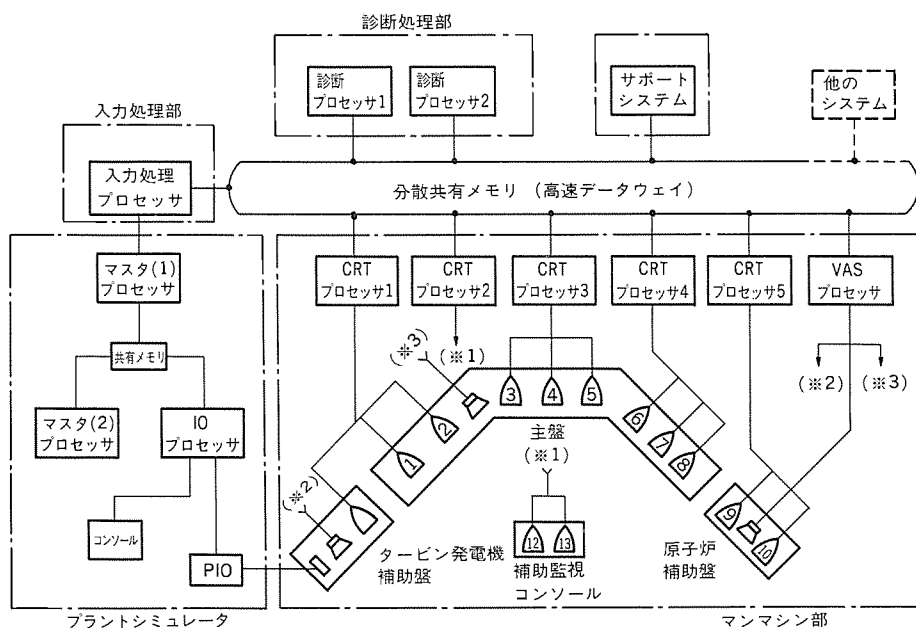 診断処理部
診断
プロセッサ1
診断
プロセッサ2
サポート
システム
他の
システム
入力処理部
入力処理
プロセッサ
分散共有メモリ (高速データウェイ)
マスタ(1)
プロセッサ
共有メモリ
マスタ(2)
プロセッサ
IO
プロセッサ
コンソール
PIO
プラントシミュレータ
CRT
プロセッサ1
CRT
プロセッサ2
CRT
プロセッサ3
CRT
プロセッサ4
CRT
プロセッサ5
VAS
プロセッサ
(※3)
(※1)
(※2)
(※3)
3
4
5
2
1
6
7
8
主盤
(※1)
(※2)
9
10
12
13
タービン発電機
補助盤
補助監視
コンソール
原子炉
補助盤
マンマシン部